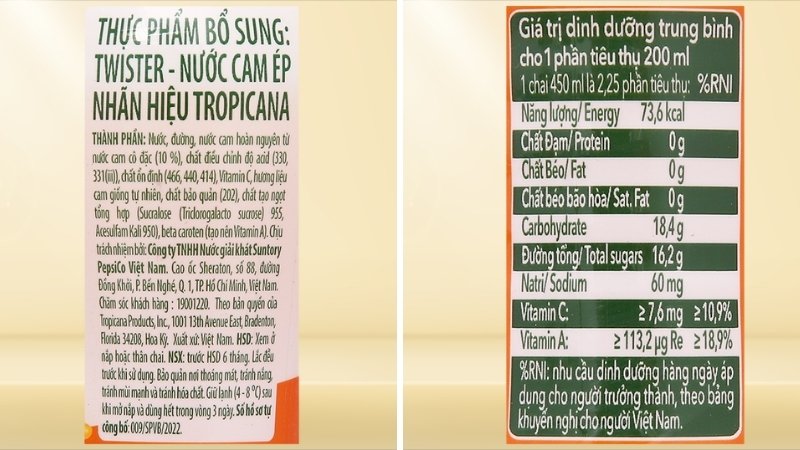 THỰC PHẨM BỔ SUNG:
TWISTER - NƯỚC CAM ÉP
NHÃN HIỆU TROPICANA
THÀNH PHẦN: Nước, đường, nước cam hoàn nguyên từ
nước cam cô đặc (10 %), chất điều chỉnh độ acid (330,
331(iii)), chất ổn định (466, 440, 414), Vitamin C, hương liệu
cam giống tự nhiên, chất bảo quản (202), chất tạo ngọt
tổng hợp (Sucralose (Triclorogalacto sucrose) 955,
Acesulfam Kali 950), beta caroten (tạo nên Vitamin A). Chịu
trách nhiệm bởi: Công ty TNHH Nước giải khát Suntory
PepsiCo Việt Nam. Cao ốc Sheraton, số 88, đường
Đồng Khởi, P. Bến Nghé, Q. 1, TP. Hồ Chí Minh, Việt Nam.
Chăm sóc khách hàng : 19001220. Theo bản quyền của
Tropicana Products, Inc., 1001 13th Avenue East, Bradenton,
Florida 34208, Hoa Kỳ. Xuất xứ: Việt Nam. HSD: Xem ở
nắp hoặc thân chai. NSX: trước HSD 6 tháng. Lắc đều
trước khi sử dụng. Bảo quản nơi thoáng mát, tránh nắng,
tránh mùi mạnh và tránh hóa chất. Giữ lạnh (4 - 8 °C) sau
khi mở nắp và dùng hết trong vòng 3 ngày. Số hồ sơ tự
công bố: 009/SPVB/2022.
Giá trị dinh dưỡng trung bình
cho 1 phần tiêu thụ 200 ml
1 chai 450 ml là 2,25 phần tiêu thụ: %RNI
Năng lượng/ Energy 73,6 kcal
Chất Đạm/ Protein 0 g
Chất Béo/ Fat 0 g
Chất béo bão hòa/ Sat. Fat 0 g
Carbohydrate 18,4 g
Đường tổng/ Total sugars 16,2 g
Natri/ Sodium 60 mg
Vitamin C: ≥ 7,6 mg ≥ 10,9%
Vitamin A: ≥ 113,2 µg Re ≥ 18,9%
%RNI: nhu cầu dinh dưỡng hàng ngày áp
dụng cho người trưởng thành, theo bảng
khuyến nghị cho người Việt Nam.